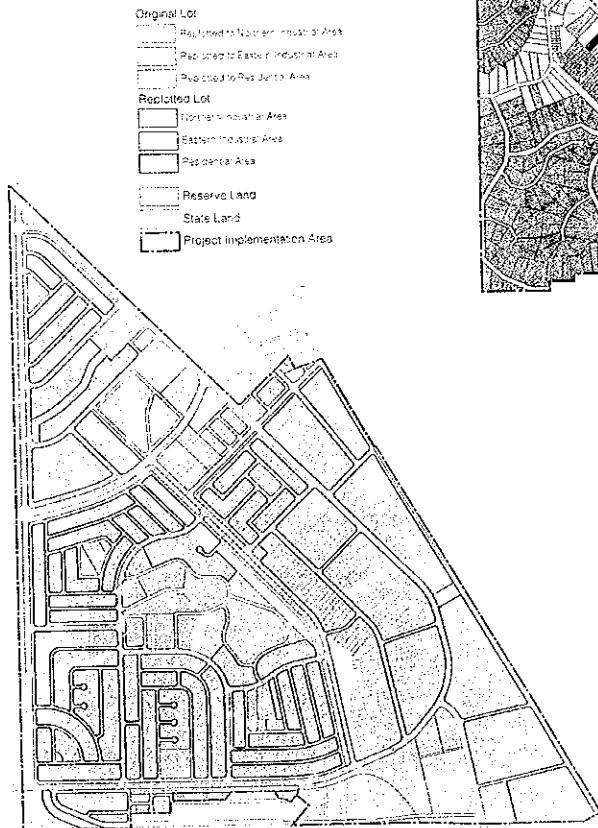 Original Lot
Replotted to Northern Industrial Area
Replotted to Eastern Industrial Area
Replotted to Residential Area
Replotted Lot
Northern Industrial Area
Eastern Industrial Area
Residential Area
Reserve Land
State Land
Project Implementation Area